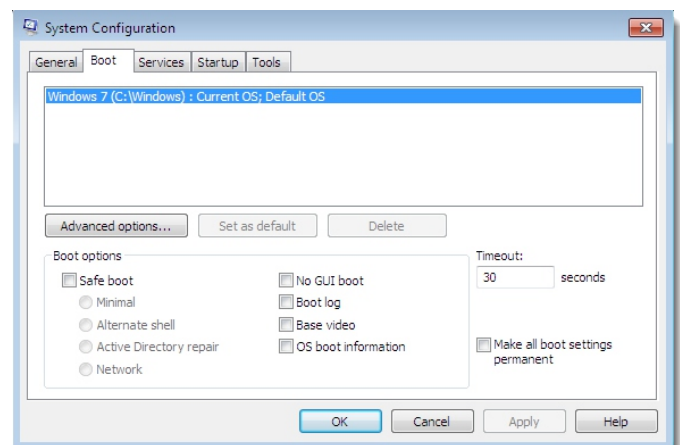 System Configuration
General Boot Services Startup Tools
Windows 7 (C:\Windows) : Current OS; Default OS
Advanced options... Set as default Delete
Boot options
Timeout:
Safe boot No GUI boot 30 seconds
Minimal Boot log
Alternate shell Base video
Active Directory repair OS boot information Make all boot settings
permanent
Network
OK Cancel Apply Help